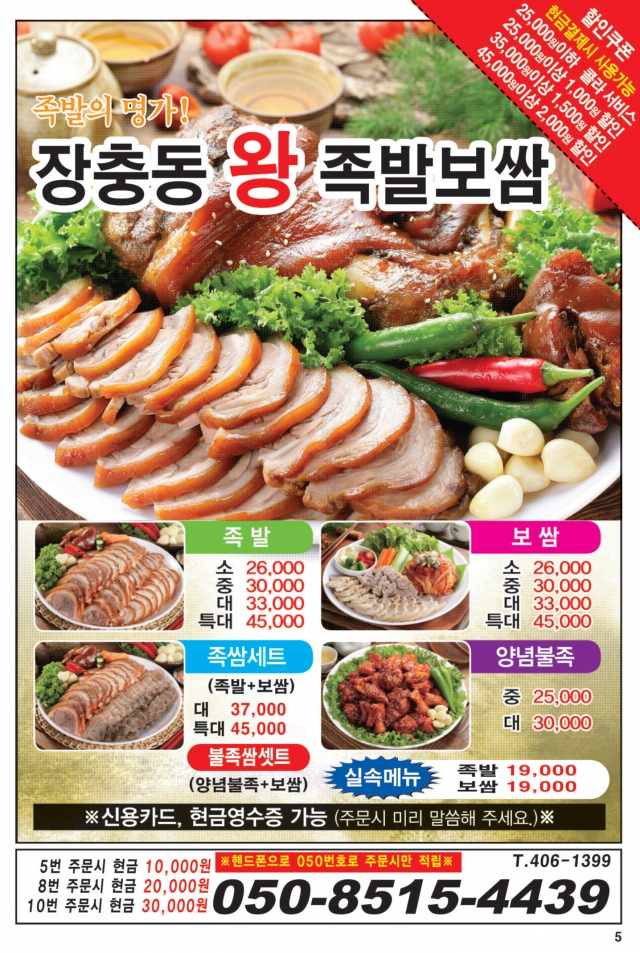 할인쿠폰
현금결제시 사용가능
25,000원이하 콜라 서비스
25,000원이상 1,000원 할인
35,000원이상 1,500원 할인
45,000원이상 2,000원 할인
족발의 명가!
장충동 왕 족발보쌈
족발
소 26,000
중 30,000
대 33,000
특대 45,000
보쌈
소 26,000
중 30,000
대 33,000
특대 45,000
족쌈세트
(족발+보쌈)
대 37,000
특대 45,000
불족쌈셋트
(양념불족+보쌈)
양념불족
중 25,000
대 30,000
실속메뉴
족발 19,000
보쌈 19,000
※신용카드, 현금영수증 가능 (주문시 미리 말씀해 주세요.)※
5번 주문시 현금 10,000원
8번 주문시 현금 20,000원
10번 주문시 현금 30,000원
※핸드폰으로 050번호로 주문시만 적립※
T.406-1399
050-8515-4439
5